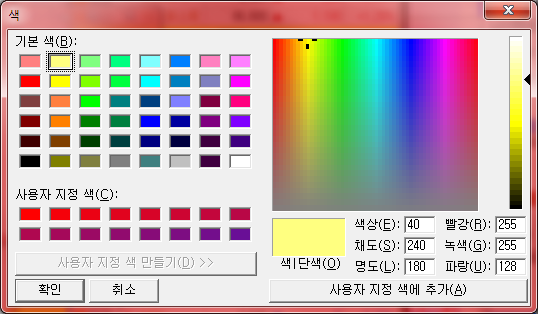 색
기본 색(B):
사용자 지정 색(C):
사용자 지정 색 만들기(D) >>
확인 취소
색|단색(O)
색상(E): 40 빨강(R): 255
채도(S): 240 녹색(G): 255
명도(L): 180 파랑(U): 128
사용자 지정 색에 추가(A)